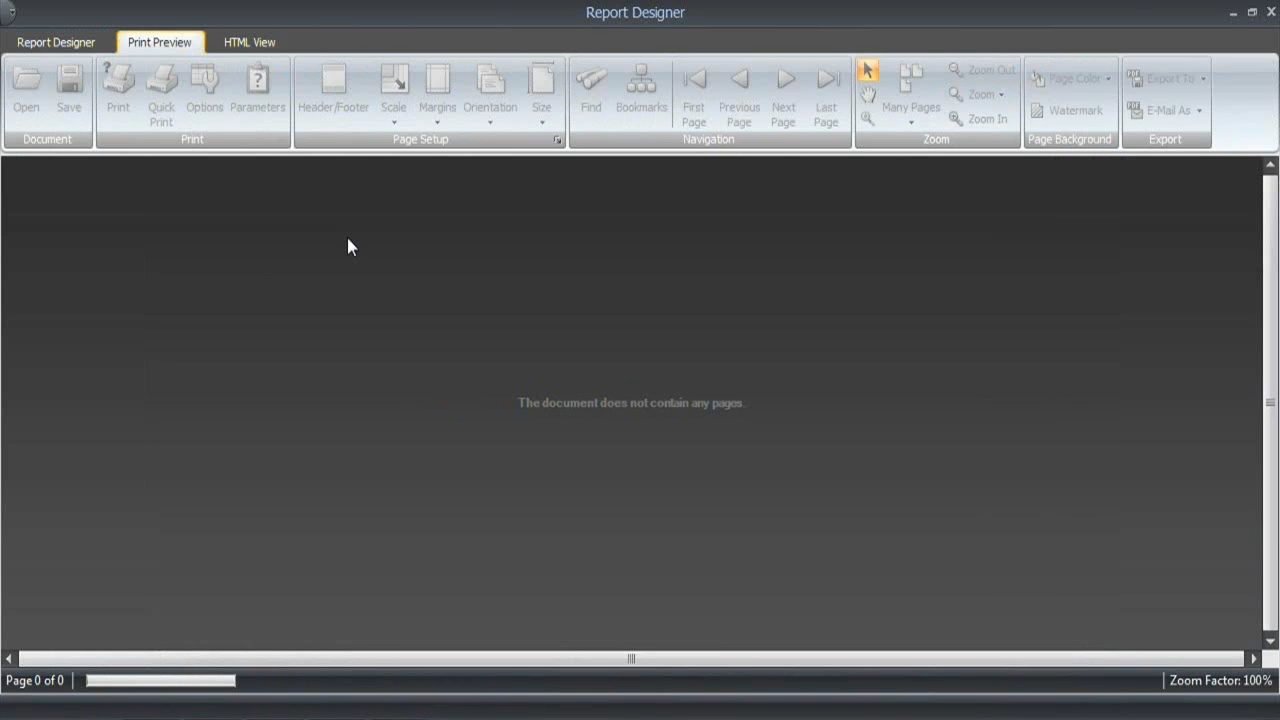 Report Designer
Report Designer
Print Preview
HTML View
Open
Save
Print
Quick Print
Options
Parameters
Header/Footer
Scale
Margins
Orientation
Size
Find
Bookmarks
First Page
Previous Page
Next Page
Last Page
Many Pages
Zoom Out
Zoom
Zoom In
Page Color
Watermark
Export To
E-Mail As
Document
Print
Page Setup
Navigation
Zoom
Page Background
Export
The document does not contain any pages.
Page 0 of 0
Zoom Factor: 100%